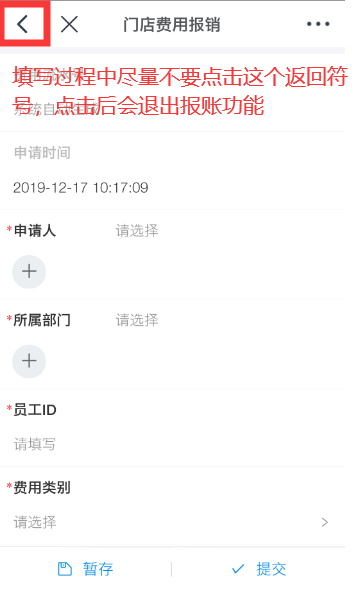 门店费用报销
填写过程中尽量不要点击这个返回符
号，点击后会退出报账功能
申请时间
2019-12-17 10:17:09
*申请人 请选择
*所属部门 请选择
*员工ID
请填写
*费用类别
请选择
暂存 提交